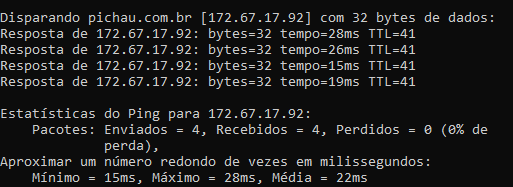 Disparando pichau.com.br [172.67.17.92] com 32 bytes de dados:
Resposta de 172.67.17.92: bytes=32 tempo=28ms TTL=41
Resposta de 172.67.17.92: bytes=32 tempo=26ms TTL=41
Resposta de 172.67.17.92: bytes=32 tempo=15ms TTL=41
Resposta de 172.67.17.92: bytes=32 tempo=19ms TTL=41

Estatísticas do Ping para 172.67.17.92:
    Pacotes: Enviados = 4, Recebidos = 4, Perdidos = 0 (0% de
             perda),
Aproximar um número redondo de vezes em milissegundos:
    Mínimo = 15ms, Máximo = 28ms, Média = 22ms